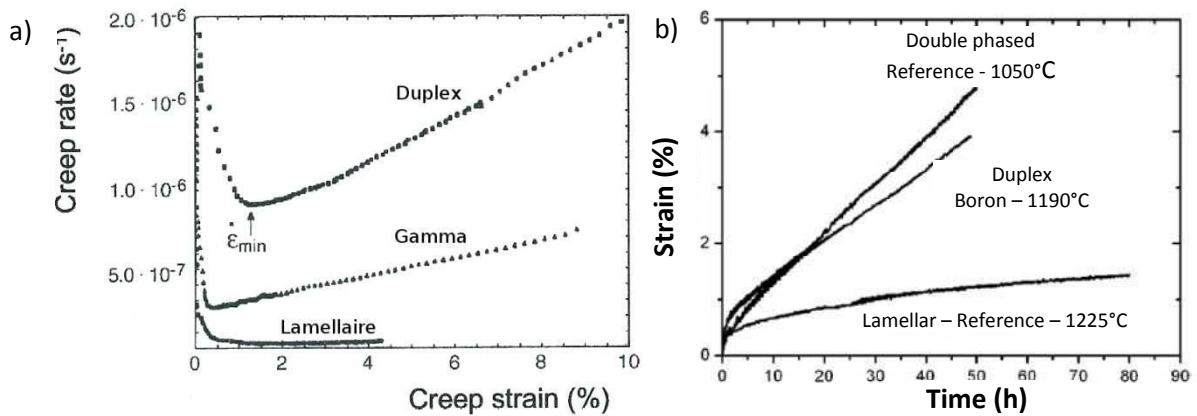 a)
Creep rate (s⁻¹)
2.0 · 10⁻⁶
1.5 · 10⁻⁶
1.0 · 10⁻⁶
5.0 · 10⁻⁷
Duplex
εmin
Gamma
Lamellaire
0 2 4 6 8 10
Creep strain (%)
b)
Strain (%)
6
4
2
0
Double phased
Reference - 1050°C
Duplex
Boron – 1190°C
Lamellar – Reference – 1225°C
0 10 20 30 40 50 60 70 80 90
Time (h)